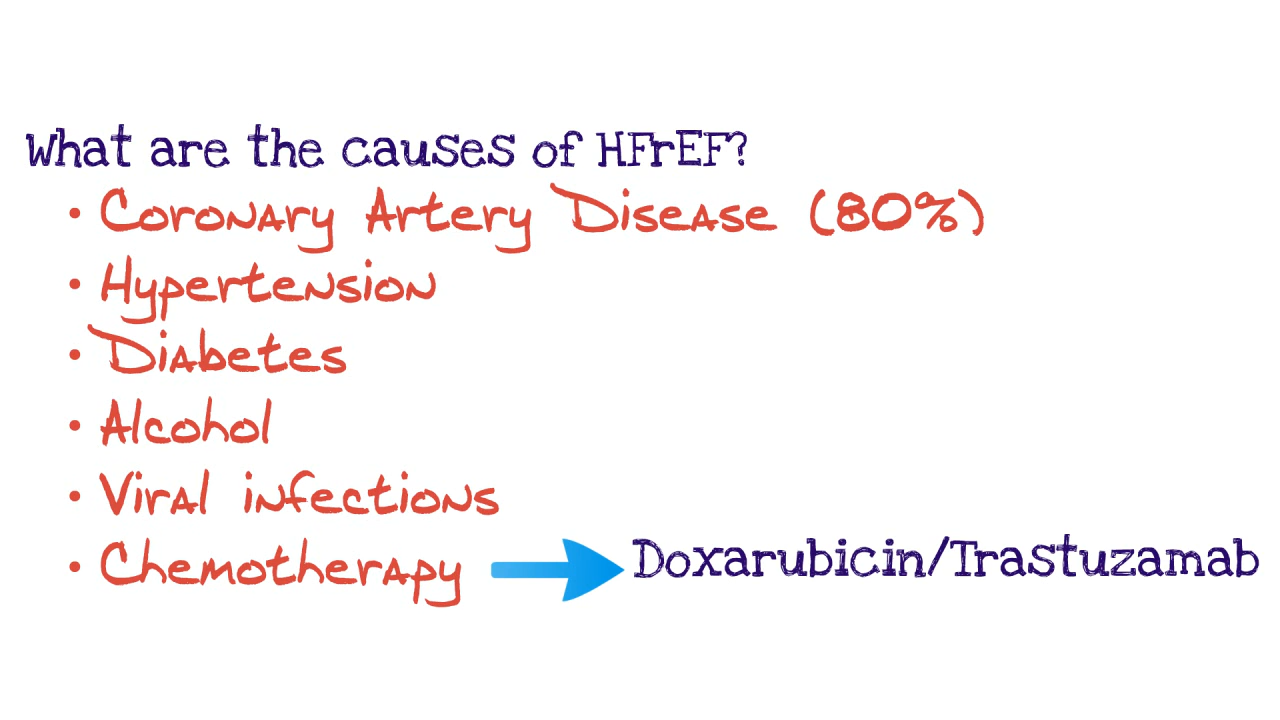 What are the causes of HFrEF?
• Coronary Artery Disease (80%)
• Hypertension
• Diabetes
• Alcohol
• Viral infections
• Chemotherapy
Doxarubicin/Trastuzamab